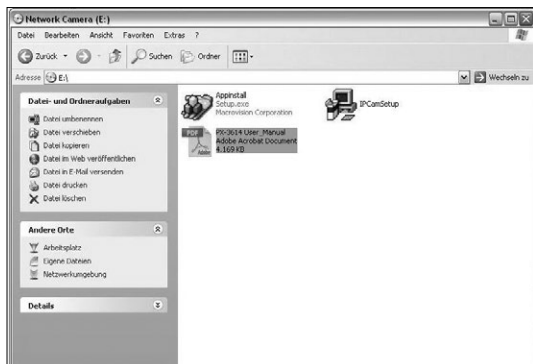 Network Camera (E:)
Datei Bearbeiten Ansicht Favoriten Extras ?
Zurück Suchen Ordner
Adresse E:\ Wechseln zu
Datei- und Ordneraufgaben
Datei umbenennen
Datei verschieben
Datei kopieren
Datei im Web veröffentlichen
Datei in E-Mail versenden
Datei drucken
Datei löschen
Andere Orte
Arbeitsplatz
Eigene Dateien
Netzwerkumgebung
Details
Appinstall
Setup.exe
Macrovision Corporation
IPCamSetup
PDF
Adobe
PX-3614 User_Manual
Adobe Acrobat Document
4.169 KB